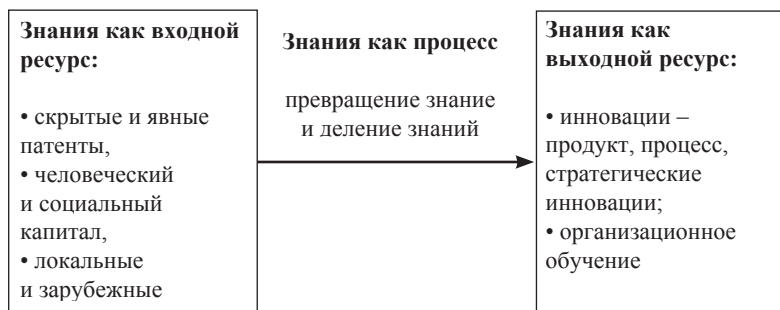 Знания как входной
ресурс:
• скрытые и явные
патенты,
• человеческий
и социальный
капитал,
• локальные
и зарубежные
Знания как процесс
превращение знание
и деление знаний
Знания как
выходной ресурс:
• инновации –
продукт, процесс,
стратегические
инновации;
• организационное
обучение